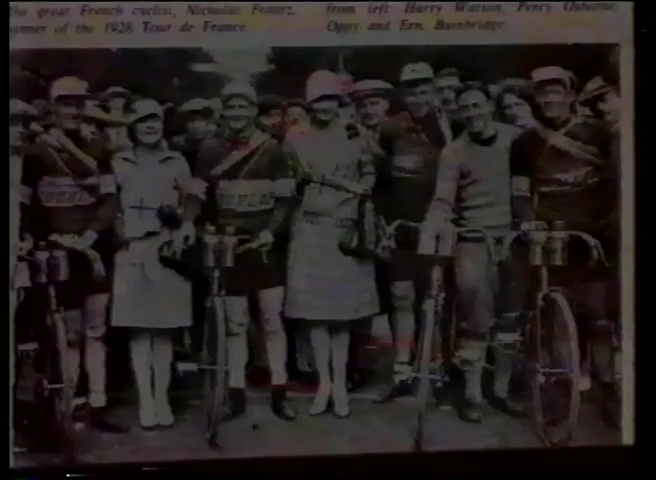 The great French cyclist, Nicholas Frantz,
winner of the 1928 Tour de France
from left Harry Watson, Percy Osborne,
Oppy and Ern. Bainbridge.